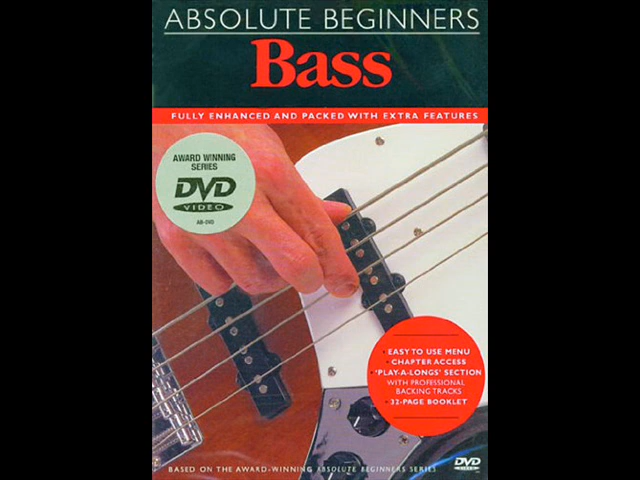 ABSOLUTE BEGINNERS
Bass
FULLY ENHANCED AND PACKED WITH EXTRA FEATURES
AWARD WINNING
SERIES
DVD
VIDEO
AB-DVD
• EASY TO USE MENU
• CHAPTER ACCESS
• 'PLAY-A-LONGS' SECTION
WITH PROFESSIONAL
BACKING TRACKS
• 32-PAGE BOOKLET
BASED ON THE AWARD-WINNING ABSOLUTE BEGINNERS SERIES
DVD